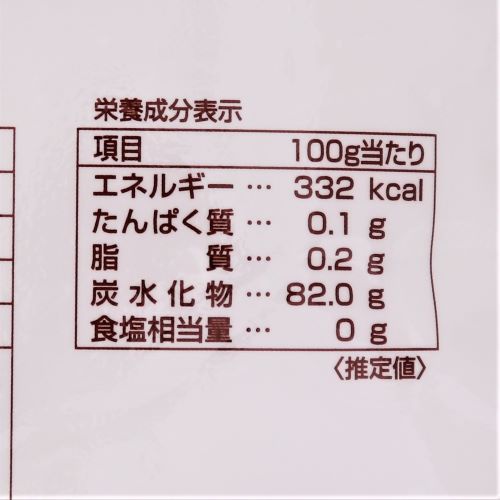 栄養成分表示
項目 100g当たり
エネルギー … 332 kcal
たんぱく質 … 0.1 g
脂質 … 0.2 g
炭水化物 … 82.0 g
食塩相当量 … 0 g
〈推定値〉